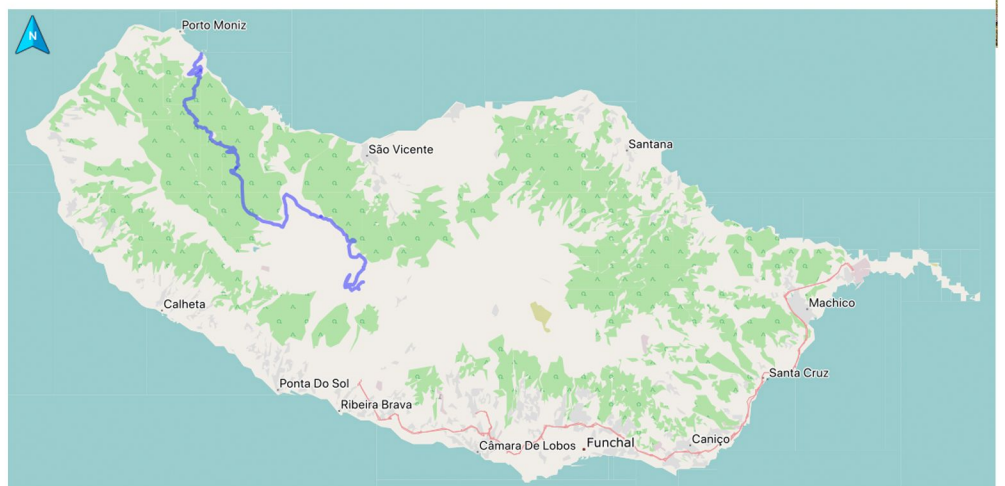 N
Porto Moniz
São Vicente
Santana
Calheta
Machico
Ponta Do Sol
Santa Cruz
Ribeira Brava
Câmara De Lobos
Funchal
Caniço